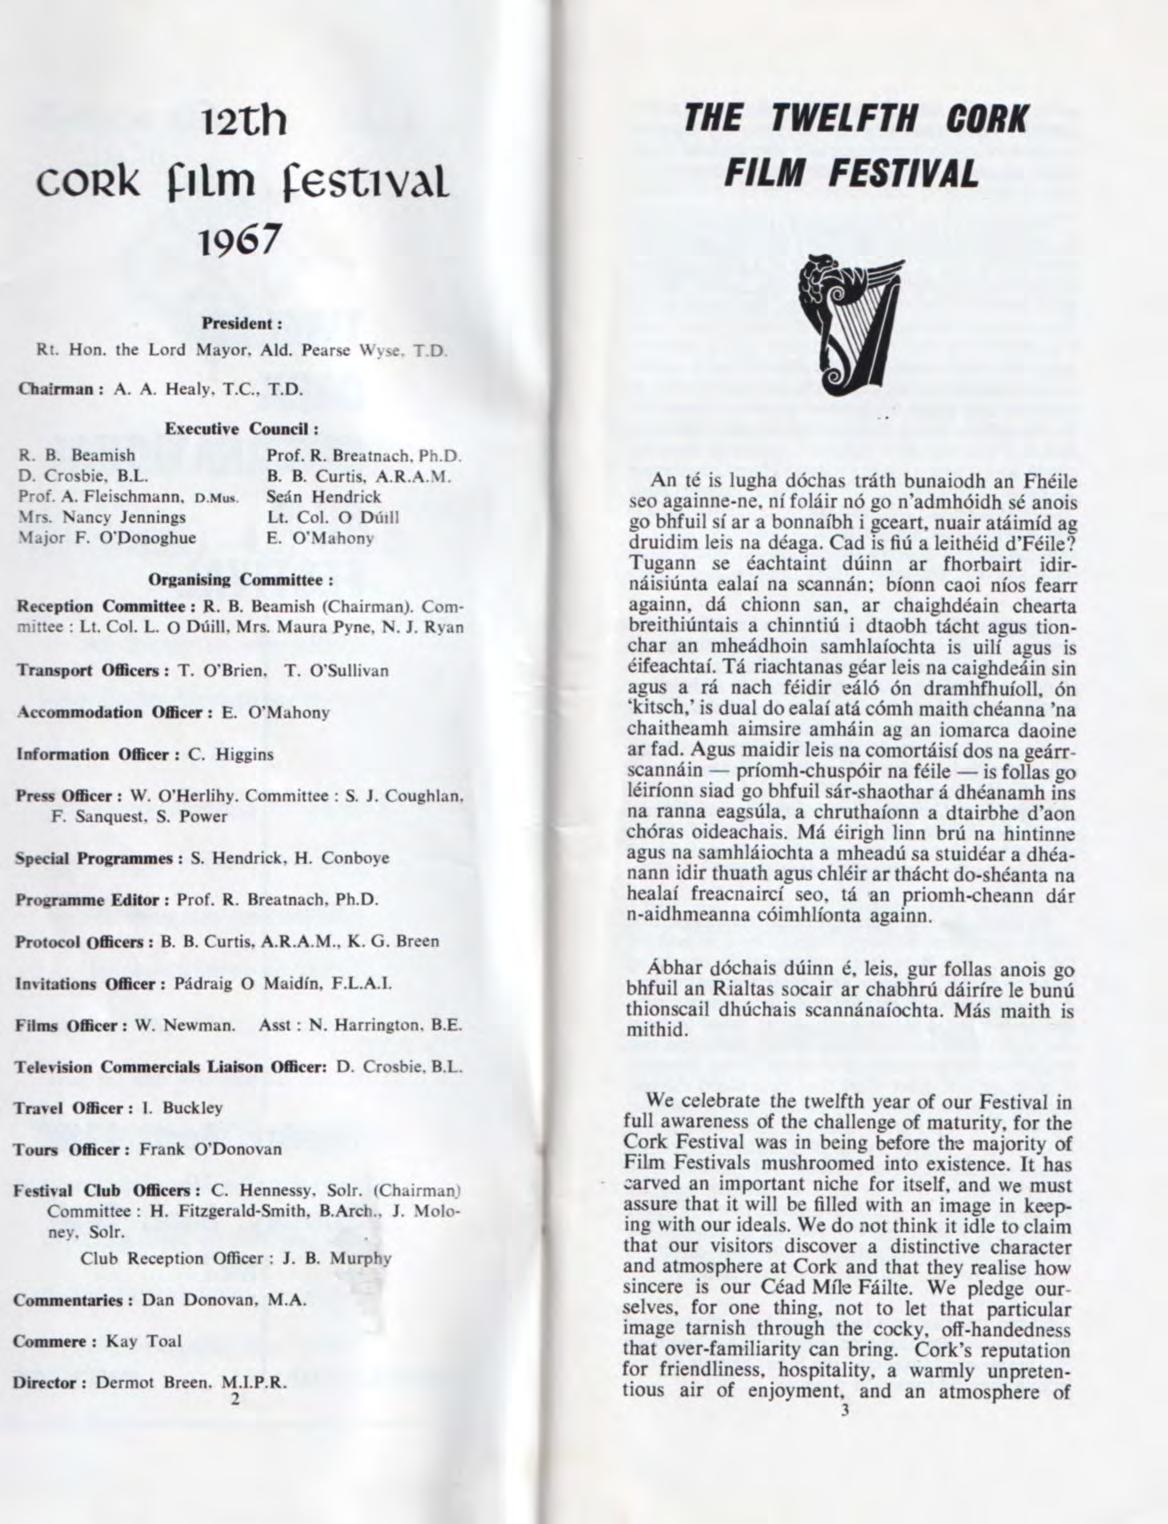 12th
CORK FILM FESTIVAL
1967
President :
Rt. Hon. the Lord Mayor, Ald. Pearse Wyse, T.D.
Chairman : A. A. Healy, T.C., T.D.
Executive Council :
R. B. Beamish
D. Crosbie, B.L.
Prof. A. Fleischmann, D.Mus.
Mrs. Nancy Jennings
Major F. O'Donoghue
Prof. R. Breatnach, Ph.D.
B. B. Curtis, A.R.A.M.
Seán Hendrick
Lt. Col. O Dúill
E. O'Mahony
Organising Committee :
Reception Committee : R. B. Beamish (Chairman). Com-
mittee : Lt. Col. L. O Dúill, Mrs. Maura Pyne, N. J. Ryan
Transport Officers : T. O'Brien, T. O'Sullivan
Accommodation Officer : E. O'Mahony
Information Officer : C. Higgins
Press Officer : W. O'Herlihy. Committee : S. J. Coughlan,
F. Sanquest, S. Power
Special Programmes : S. Hendrick, H. Conboye
Programme Editor : Prof. R. Breatnach, Ph.D.
Protocol Officers : B. B. Curtis, A.R.A.M., K. G. Breen
Invitations Officer : Pádraig O Maidín, F.L.A.I.
Films Officer : W. Newman. Asst : N. Harrington, B.E.
Television Commercials Liaison Officer: D. Crosbie, B.L.
Travel Officer : I. Buckley
Tours Officer : Frank O'Donovan
Festival Club Officers : C. Hennessy, Solr. (Chairman)
Committee : H. Fitzgerald-Smith, B.Arch., J. Molo-
ney, Solr.
Club Reception Officer : J. B. Murphy
Commentaries : Dan Donovan, M.A.
Commere : Kay Toal
Director : Dermot Breen, M.I.P.R.
2
THE TWELFTH CORK
FILM FESTIVAL
An té is lugha dóchas tráth bunaiodh an Fhéile
seo againne-ne, ní foláir nó go n'admhóidh sé anois
go bhfuil sí ar a bonnaíbh i gceart, nuair atáimíd ag
druidim leis na déaga. Cad is fiú a leithéid d'Féile?
Tugann se éachtaint dúinn ar fhorbairt idir-
náisiúnta ealaí na scannán; bíonn caoi níos fearr
againn, dá chionn san, ar chaighdéain chearta
breithiúntais a chinntiú i dtaobh tácht agus tion-
char an mheádhoin samhlaíochta is uilí agus is
éifeachtaí. Tá riachtanas géar leis na caighdeáin sin
agus a rá nach féidir eáló ón dramhfhuíoll, ón
'kitsch,' is dual do ealaí atá cómh maith chéanna 'na
chaitheamh aimsire amháin ag an iomarca daoine
ar fad. Agus maidir leis na comortáisí dos na geárr-
scannáin — príomh-chuspóir na féile — is follas go
léiríonn siad go bhfuil sár-shaothar á dhéanamh ins
na ranna eagsúla, a chruthaíonn a dtairbhe d'aon
chóras oideachais. Má éirigh linn brú na hintinne
agus na samhláiochta a mheadú sa stuidéar a dhéa-
nann idir thuath agus chléir ar thácht do-shéanta na
healaí freacnaircí seo, tá an priomh-cheann dár
n-aidhmeanna cóimhlíonta againn.
Ábhar dóchais dúinn é, leis, gur follas anois go
bhfuil an Rialtas socair ar chabhrú dáiríre le bunú
thionscail dhúchais scannánaíochta. Más maith is
mithid.
We celebrate the twelfth year of our Festival in
full awareness of the challenge of maturity, for the
Cork Festival was in being before the majority of
Film Festivals mushroomed into existence. It has
carved an important niche for itself, and we must
assure that it will be filled with an image in keep-
ing with our ideals. We do not think it idle to claim
that our visitors discover a distinctive character
and atmosphere at Cork and that they realise how
sincere is our Céad Míle Fáilte. We pledge our-
selves, for one thing, not to let that particular
image tarnish through the cocky, off-handedness
that over-familiarity can bring. Cork's reputation
for friendliness, hospitality, a warmly unpreten-
tious air of enjoyment, and an atmosphere of
3